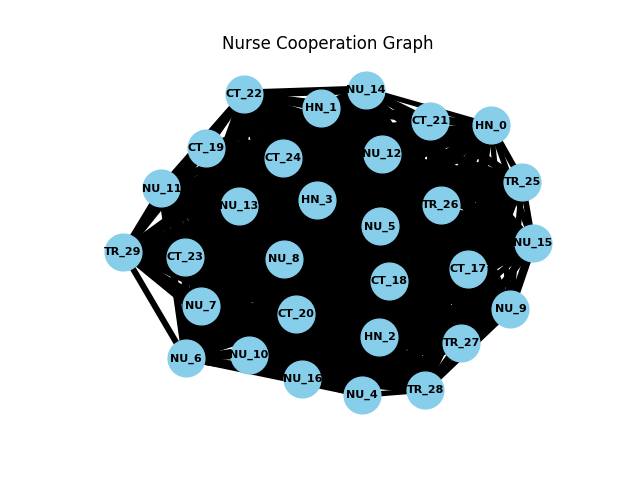 Nurse Cooperation Graph
CT_22
NU_14
HN_1
CT_21
HN_0
CT_19
CT_24
NU_12
TR_25
NU_11
NU_13
HN_3
TR_26
NU_5
NU_15
TR_29
CT_23
NU_8
CT_17
CT_18
NU_7
CT_20
NU_9
HN_2
TR_27
NU_6
NU_10
NU_16
NU_4
TR_28